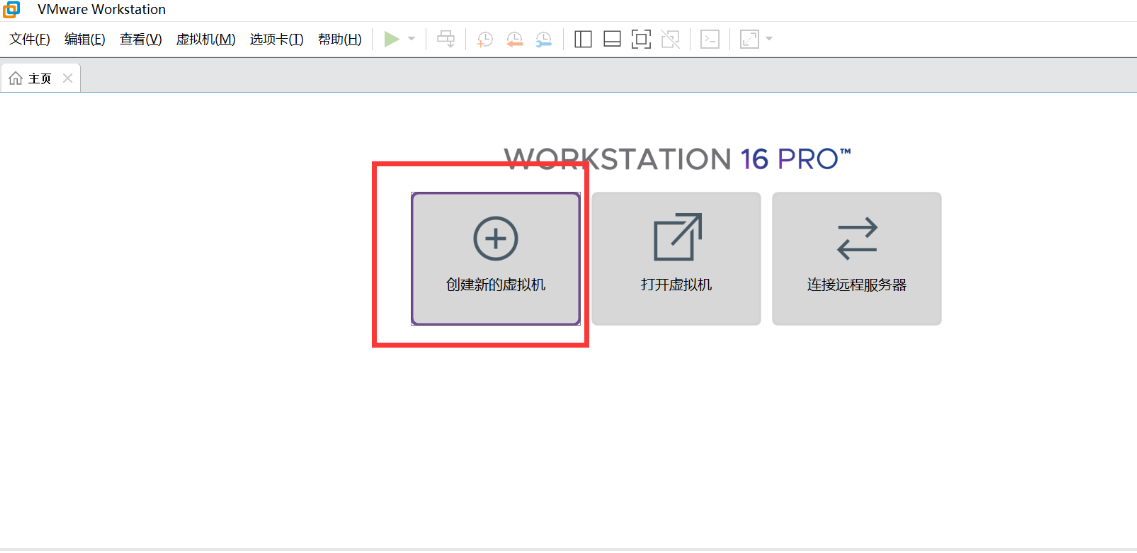 VMware Workstation
文件(F) 编辑(E) 查看(V) 虚拟机(M) 选项卡(T) 帮助(H)
主页
WORKSTATION 16 PRO™
创建新的虚拟机 打开虚拟机 连接远程服务器